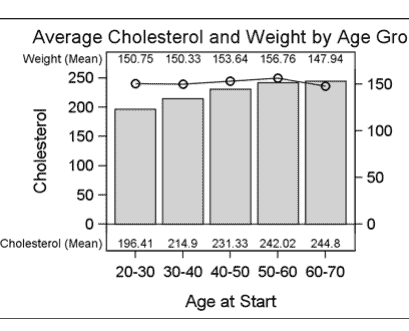 Average Cholesterol and Weight by Age Gro
Weight (Mean) 150.75 150.33 153.64 156.76 147.94
250
200
150
100
50
0
Cholesterol
150
100
50
0
Cholesterol (Mean) 196.41 214.9 231.33 242.02 244.8
20-30 30-40 40-50 50-60 60-70
Age at Start